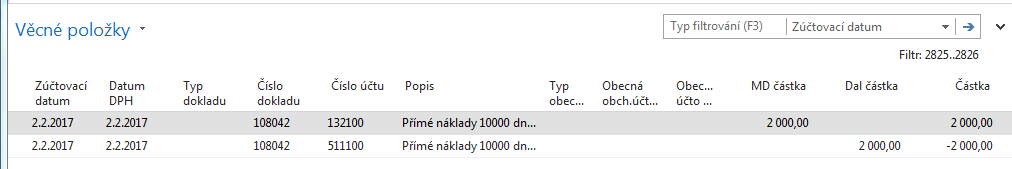 Věcné položky
Typ filtrování (F3) Zúčtovací datum
Filtr: 2825..2826
Zúčtovací datum Datum DPH Typ dokladu Číslo dokladu Číslo účtu Popis Typ obec... Obecná obch.účt... Obec... účto ... MD částka Dal částka Částka
2.2.2017 2.2.2017 108042 132100 Přímé náklady 10000 dn... 2 000,00 2 000,00
2.2.2017 2.2.2017 108042 511100 Přímé náklady 10000 dn... 2 000,00 -2 000,00